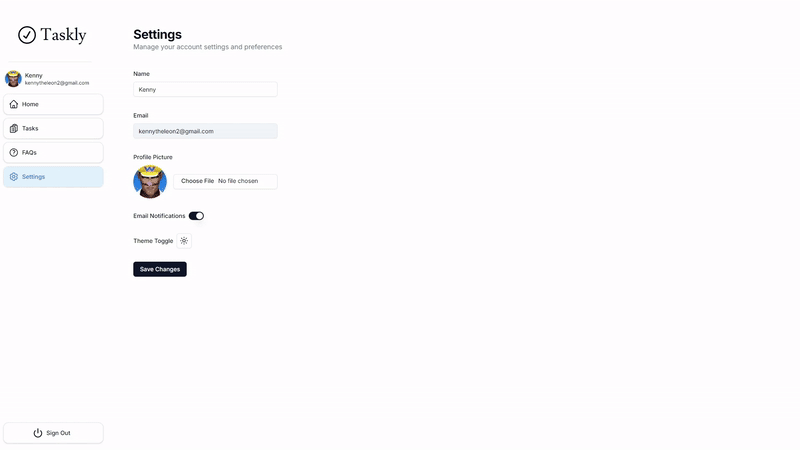 Taskly
Kenny
kennytheleon2@gmail.com
Home
Tasks
FAQs
Settings
Sign Out
Settings
Manage your account settings and preferences
Name
Kenny
Email
kennytheleon2@gmail.com
Profile Picture
Choose File No file chosen
Email Notifications
Theme Toggle
Save Changes